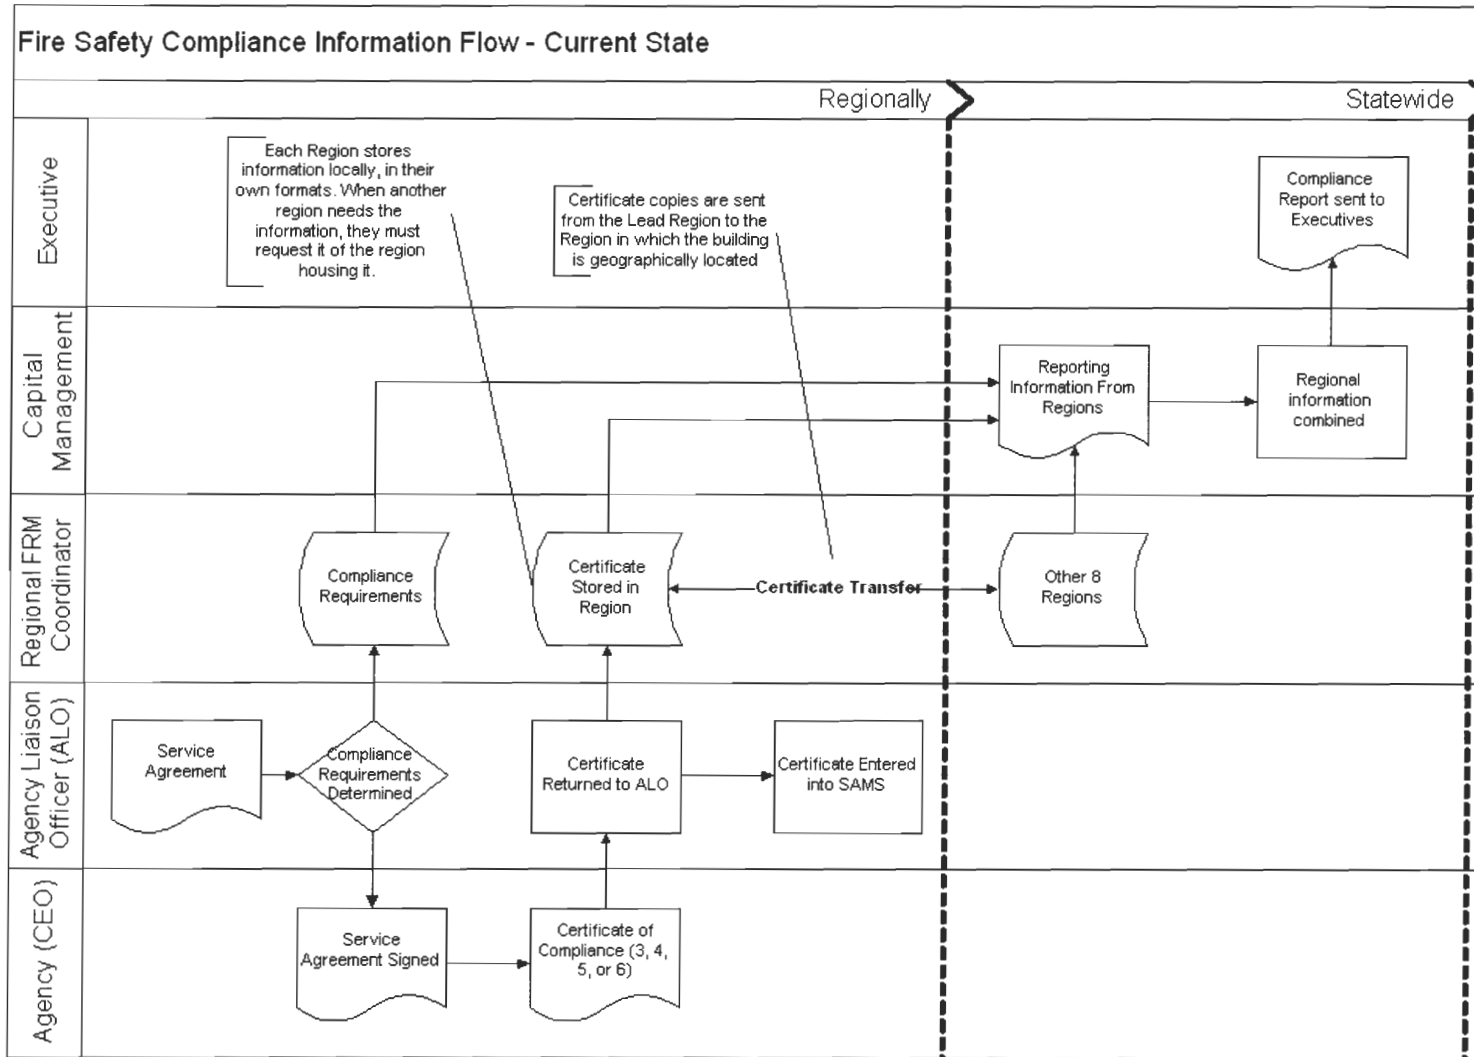 Fire Safety Compliance Information Flow - Current State
Regionally
Statewide
Executive
Each Region stores
information locally, in their
own formats. When another
region needs the
information, they must
request it of the region
housing it.
Certificate copies are sent
from the Lead Region to the
Region in which the building
is geographically located
Compliance
Report sent to
Executives
Capital
Management
Reporting
Information From
Regions
Regional
information
combined
Regional FRM
Coordinator
Compliance
Requirements
Certificate
Stored in
Region
Certificate Transfer
Other 8
Regions
Agency Liaison
Officer (ALO)
Service
Agreement
Compliance
Requirements
Determined
Certificate
Returned to ALO
Certificate Entered
into SAMS
Agency (CEO)
Service
Agreement Signed
Certificate of
Compliance (3, 4,
5, or 6)